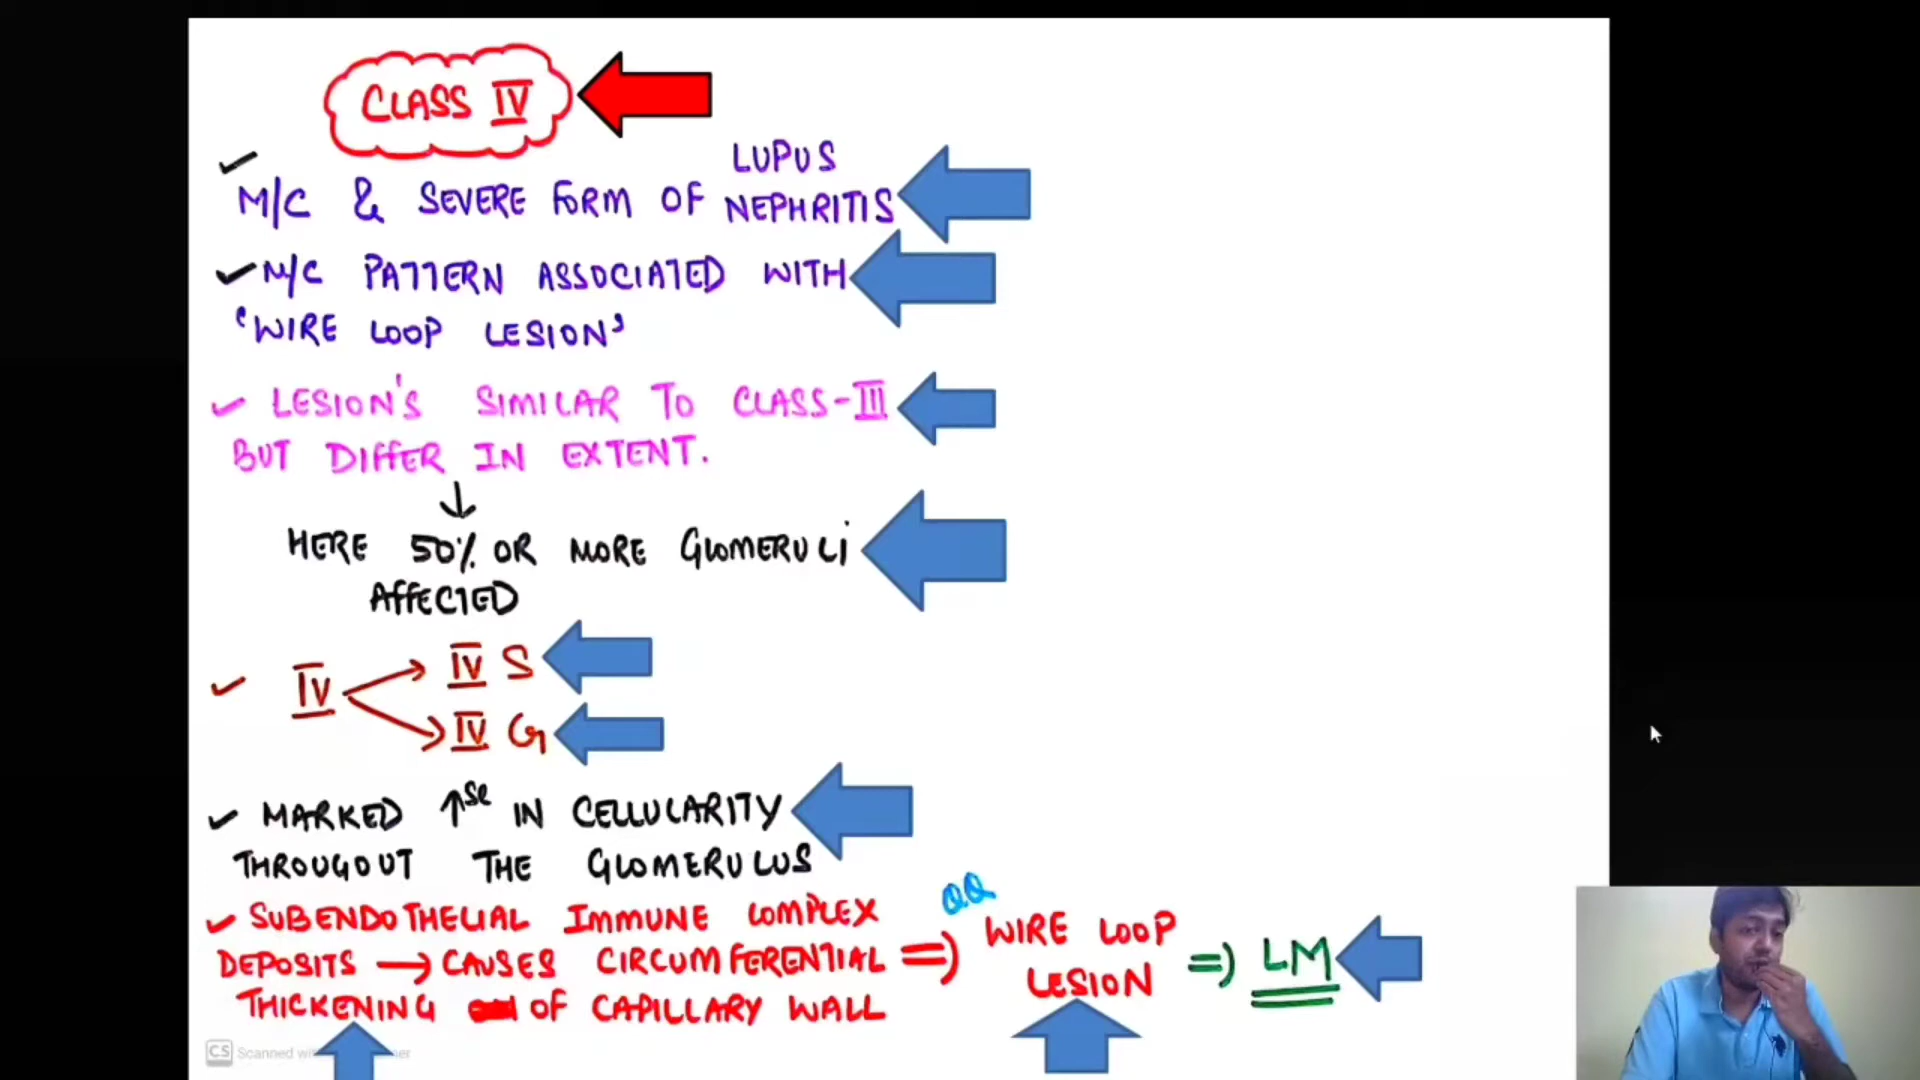 CLASS IV
M/C & SEVERE FORM OF LUPUS NEPHRITIS
M/C PATTERN ASSOCIATED WITH
'WIRE LOOP LESION'
LESION'S SIMILAR TO CLASS-III
BUT DIFFER IN EXTENT.
HERE 50% OR MORE GLOMERULI
AFFECTED
IV
IV S
IV G
MARKED ↑se IN CELLULARITY
THROUGOUT THE GLOMERULUS
SUBENDOTHELIAL IMMUNE COMPLEX
DEPOSITS → CAUSES CIRCUMFERENTIAL
THICKENING OF CAPILLARY WALL
⇒ WIRE LOOP
LESION
⇒ LM
CS Scanned